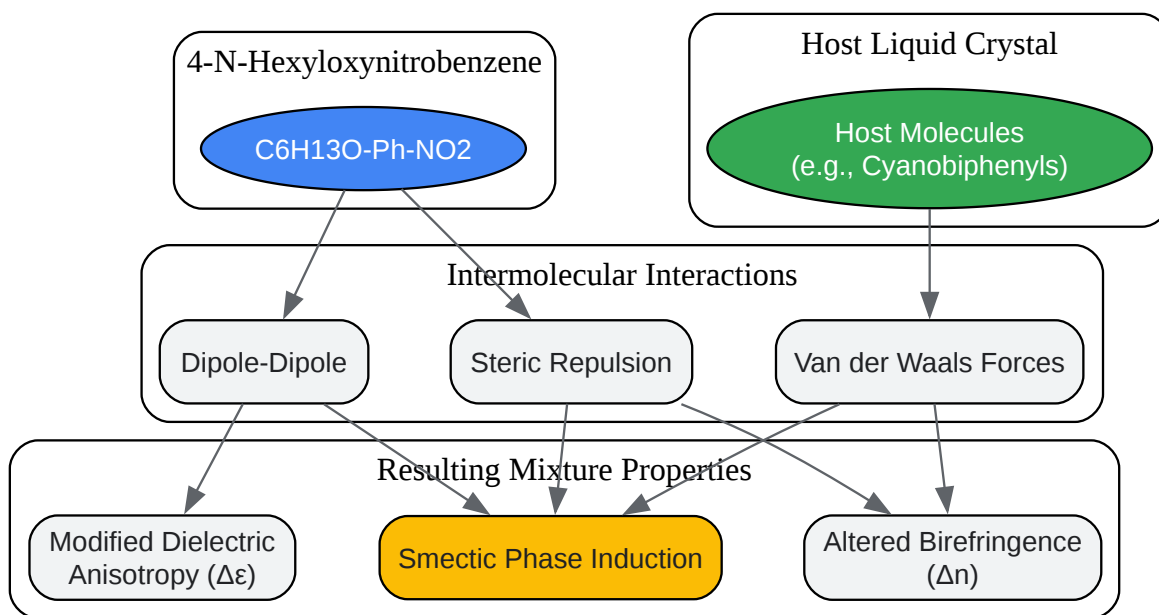 4-N-Hexyloxynitrobenzene
C6H13O-Ph-NO2
Host Liquid Crystal
Host Molecules
(e.g., Cyanobiphenyls)
Intermolecular Interactions
Dipole-Dipole
Steric Repulsion
Van der Waals Forces
Resulting Mixture Properties
Modified Dielectric
Anisotropy (Δε)
Smectic Phase Induction
Altered Birefringence
(Δn)